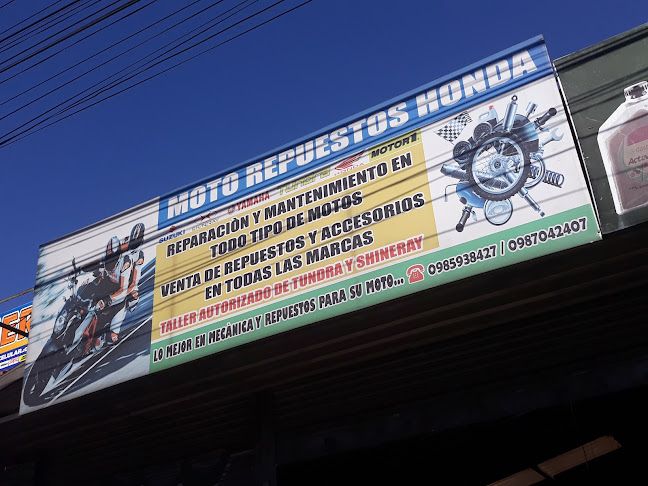 MOTO REPUESTOS HONDA
SUZUKI YAMAHA MOTOR1
REPARACIÓN Y MANTENIMIENTO EN
TODO TIPO DE MOTOS
VENTA DE REPUESTOS Y ACCESORIOS
EN TODAS LAS MARCAS
TALLER AUTORIZADO DE TUNDRA Y SHINERAY
LO MEJOR EN MECÁNICA Y REPUESTOS PARA SU MOTO... 0985938427 / 0987042407